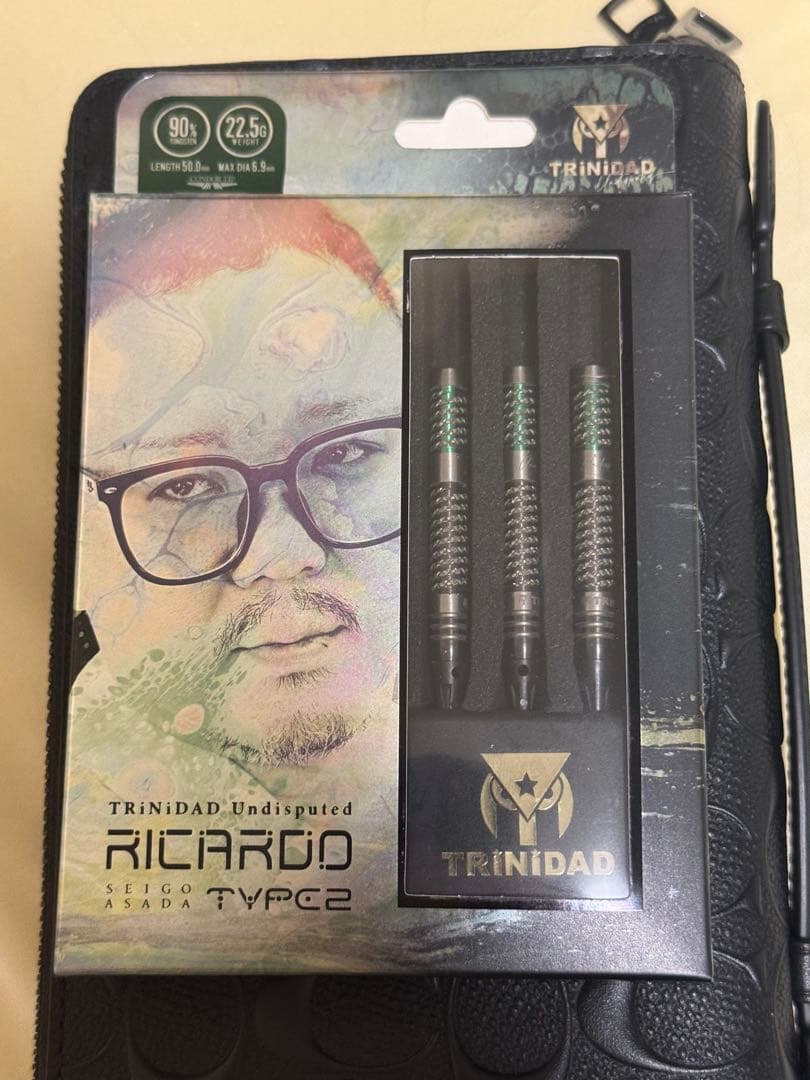 90%
TUNGSTEN
22.5G
WEIGHT
LENGTH 50.0mm MAX DIA 6.9mm
TRiNiDAD
TRiNiDAD Undisputed
RICARDO
SEIGO
ASADA
TYPE2
TRiNiDAD